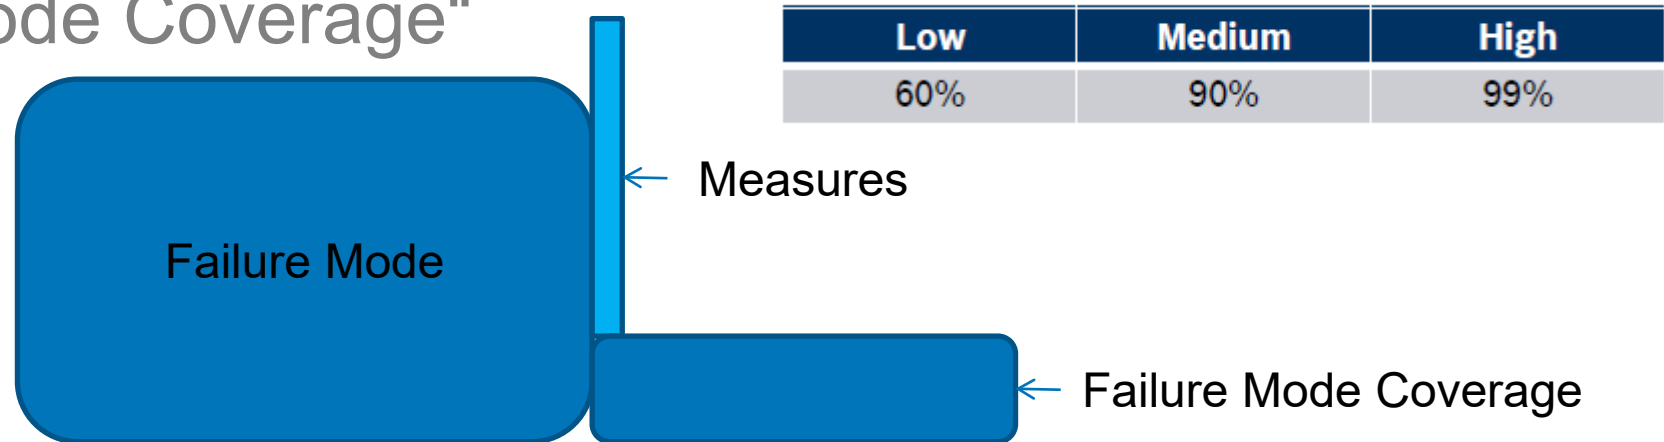 ode Coverage"
Low Medium High
60% 90% 99%
Measures
Failure Mode
Failure Mode Coverage